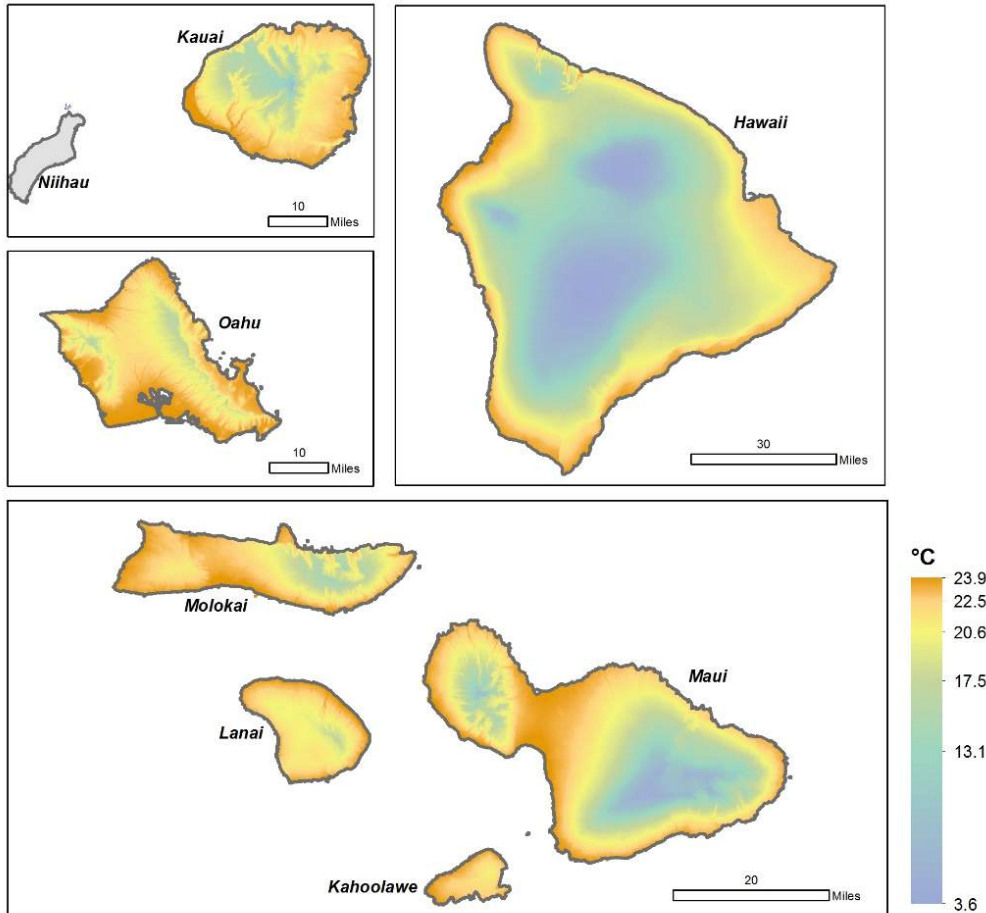 Kauai
Niihau
10
Miles
Hawaii
30
Miles
Oahu
10
Miles
Molokai
Lanai
Maui
Kahoolawe
20
Miles
°C
23.9
22.5
20.6
17.5
13.1
3.6